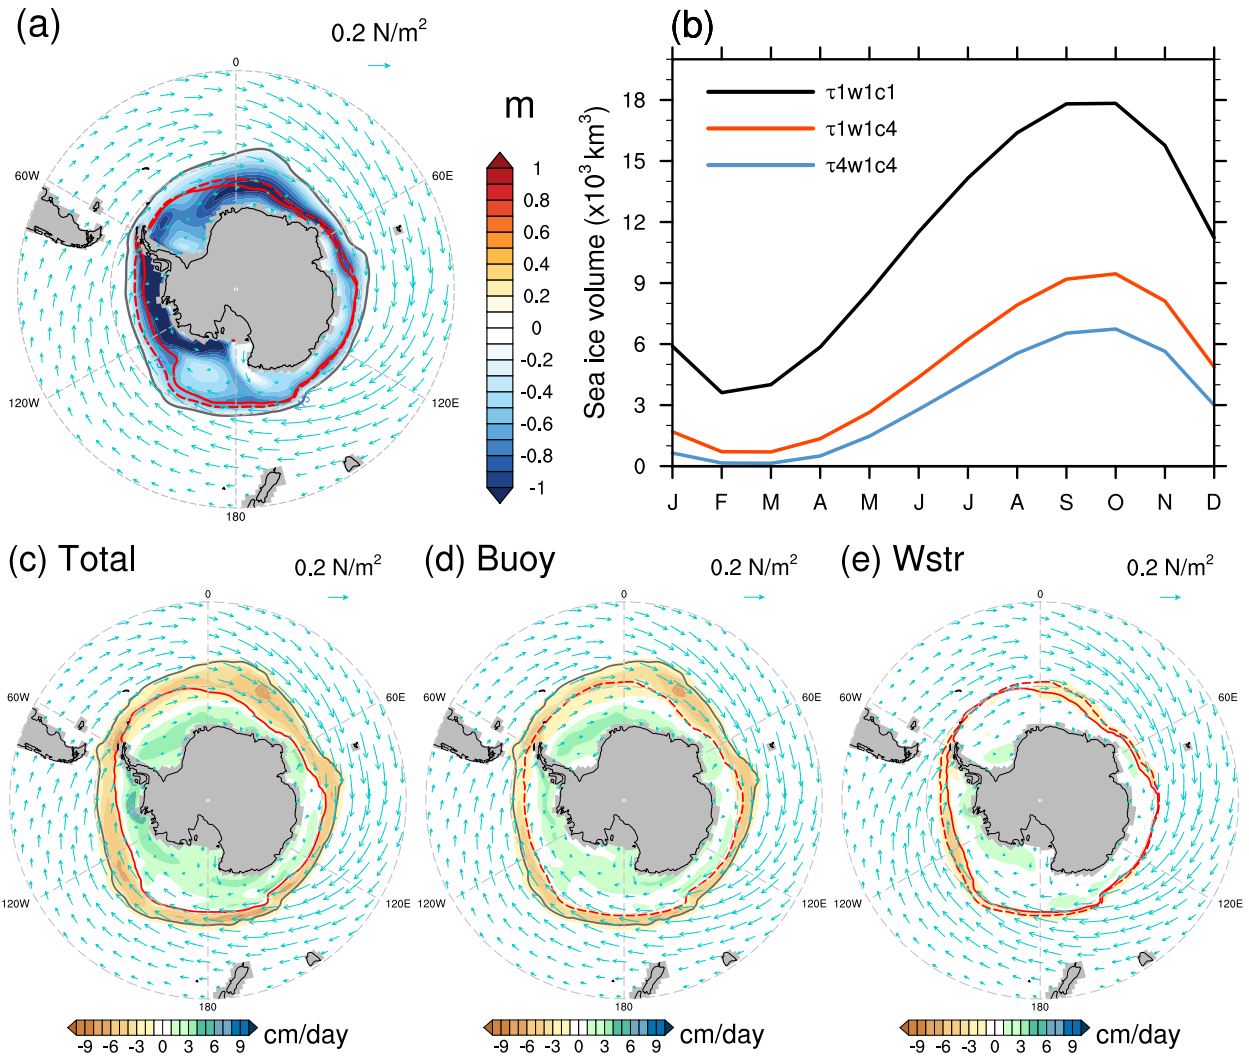 (a)
0.2 N/m²
0
60W
60E
120W
120E
180
m
1
0.8
0.6
0.4
0.2
0
-0.2
-0.4
-0.6
-0.8
-1
(b)
τ1w1c1
τ1w1c4
τ4w1c4
Sea ice volume (x10³ km³)
18
15
12
9
6
3
0
J F M A M J J A S O N D
(c) Total
0.2 N/m²
0
60W
60E
120W
120E
180
-9 -6 -3 0 3 6 9
cm/day
(d) Buoy
0.2 N/m²
0
60W
60E
120W
120E
180
-9 -6 -3 0 3 6 9
cm/day
(e) Wstr
0.2 N/m²
0
60W
60E
120W
120E
180
-9 -6 -3 0 3 6 9
cm/day